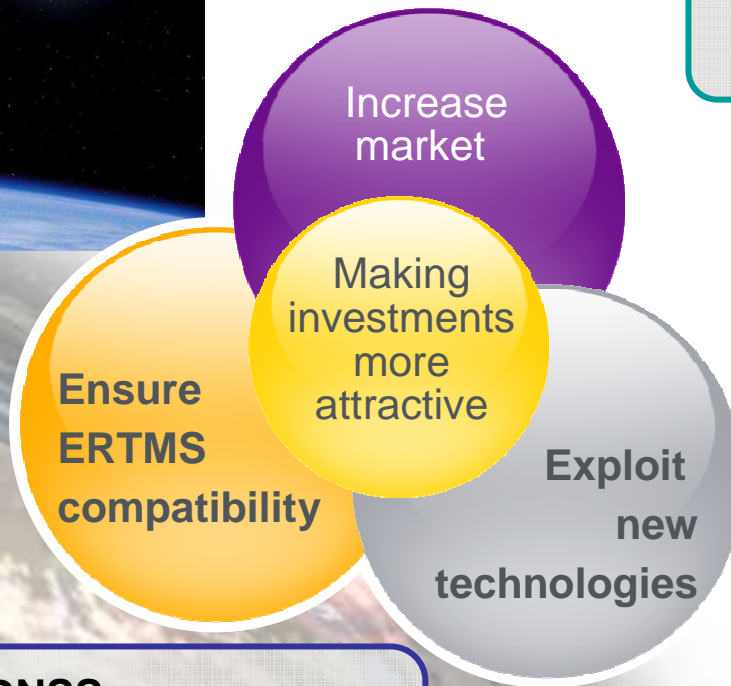 Increase
market
Making
investments
more
attractive
Ensure
ERTMS
compatibility
Exploit
new
technologies